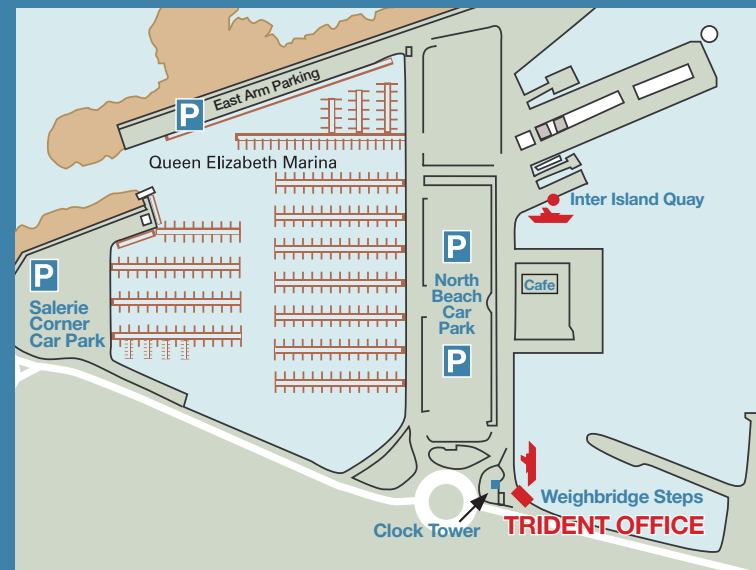 East Arm Parking
P
Queen Elizabeth Marina
Inter Island Quay
P
P
North
Beach
Car
Park
Cafe
Salerie
Corner
Car Park
P
Weighbridge Steps
Clock Tower
TRIDENT OFFICE